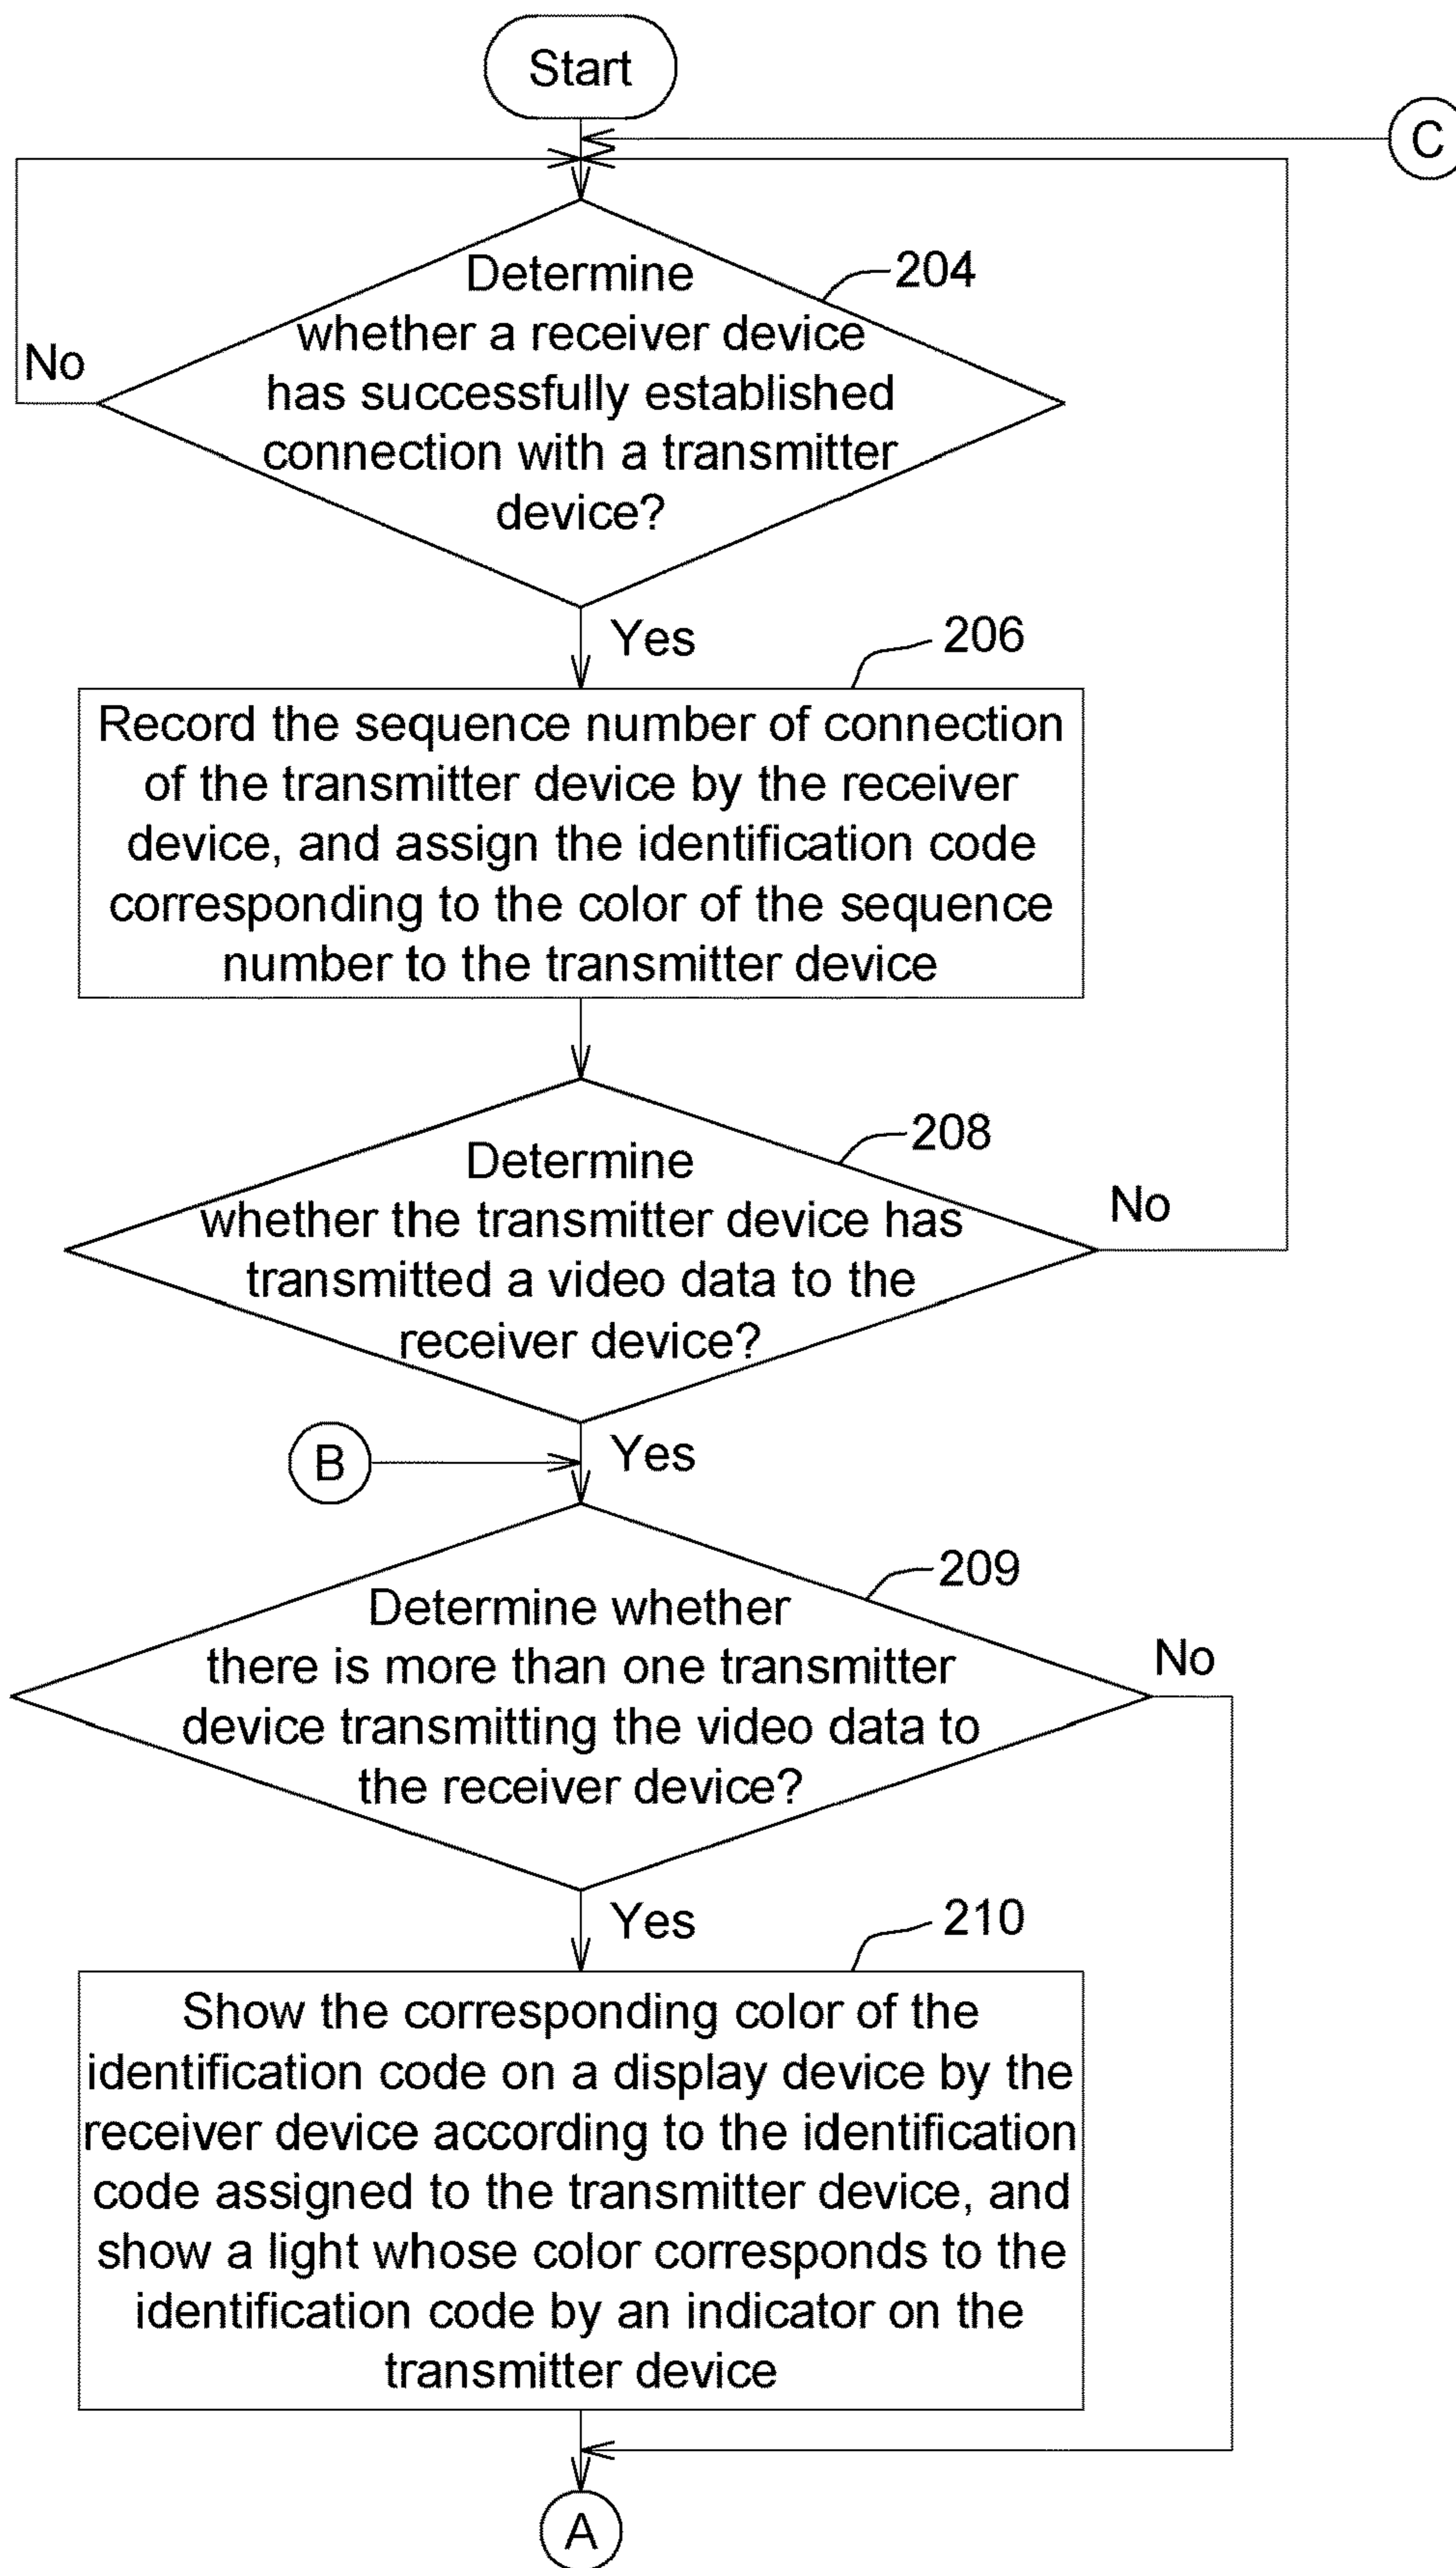 Start
C
Determine
whether a receiver device
has successfully established
connection with a transmitter
device?
204
No
Yes
206
Record the sequence number of connection
of the transmitter device by the receiver
device, and assign the identification code
corresponding to the color of the sequence
number to the transmitter device
208
Determine
whether the transmitter device has
transmitted a video data to the
receiver device?
No
B
Yes
209
Determine whether
there is more than one transmitter
device transmitting the video data to
the receiver device?
No
Yes
210
Show the corresponding color of the
identification code on a display device by the
receiver device according to the identification
code assigned to the transmitter device, and
show a light whose color corresponds to the
identification code by an indicator on the
transmitter device
A